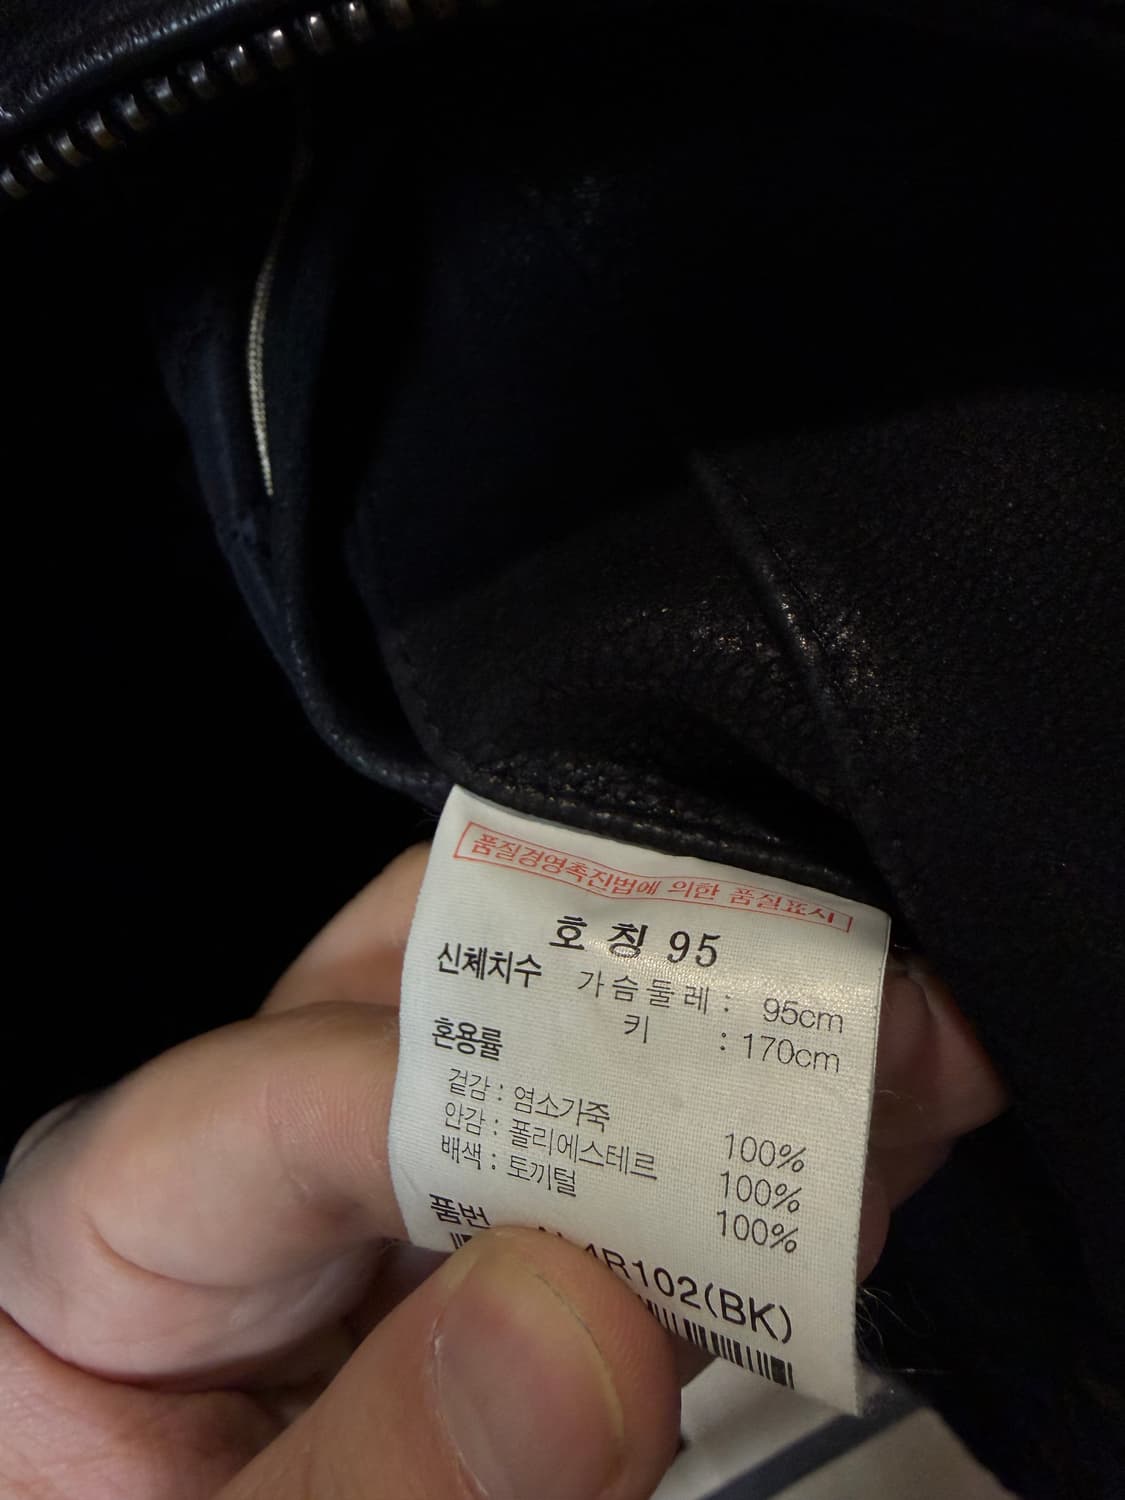 품질경영촉진법에 의한 품질표시
호칭 95
신체치수 가슴둘레 : 95cm
키 : 170cm
혼용률
겉감 : 염소가죽 100%
안감 : 폴리에스테르 100%
배색 : 토끼털 100%
품번 1R102(BK)